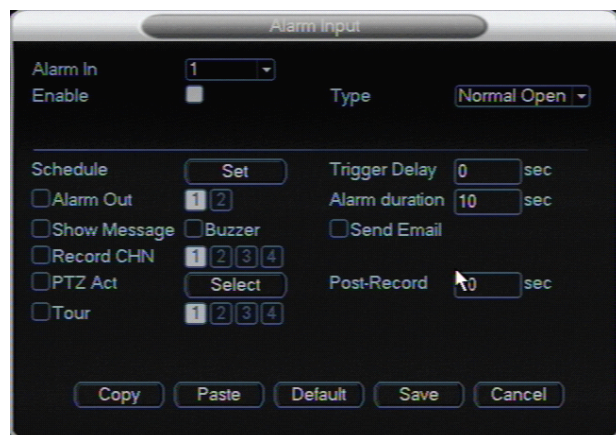 Alarm Input
Alarm In 1
Enable Type Normal Open
Schedule Set Trigger Delay 0 sec
Alarm Out 1 2 Alarm duration 10 sec
Show Message Buzzer Send Email
Record CHN 1 2 3 4
PTZ Act Select Post-Record sec
Tour 1 2 3 4
Copy Paste Default Save Cancel